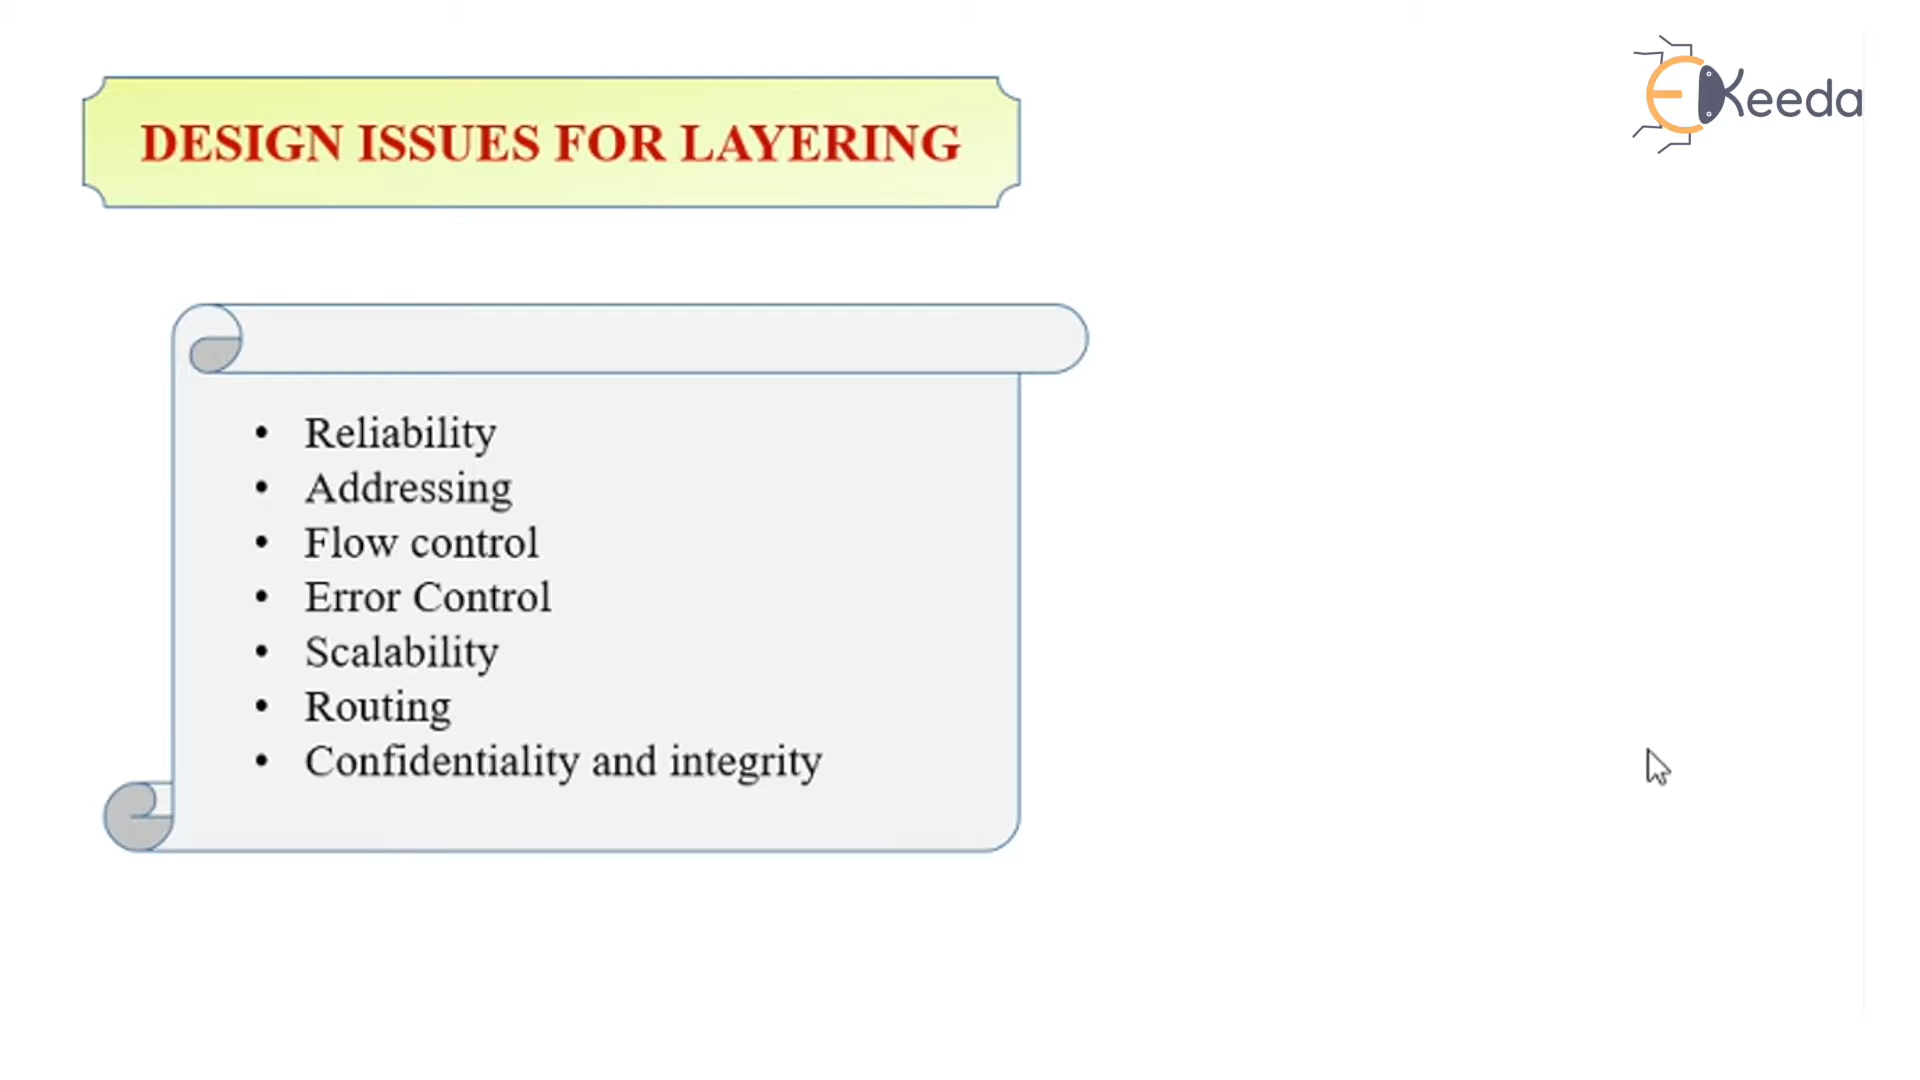 EKeeda
DESIGN ISSUES FOR LAYERING
• Reliability
• Addressing
• Flow control
• Error Control
• Scalability
• Routing
• Confidentiality and integrity